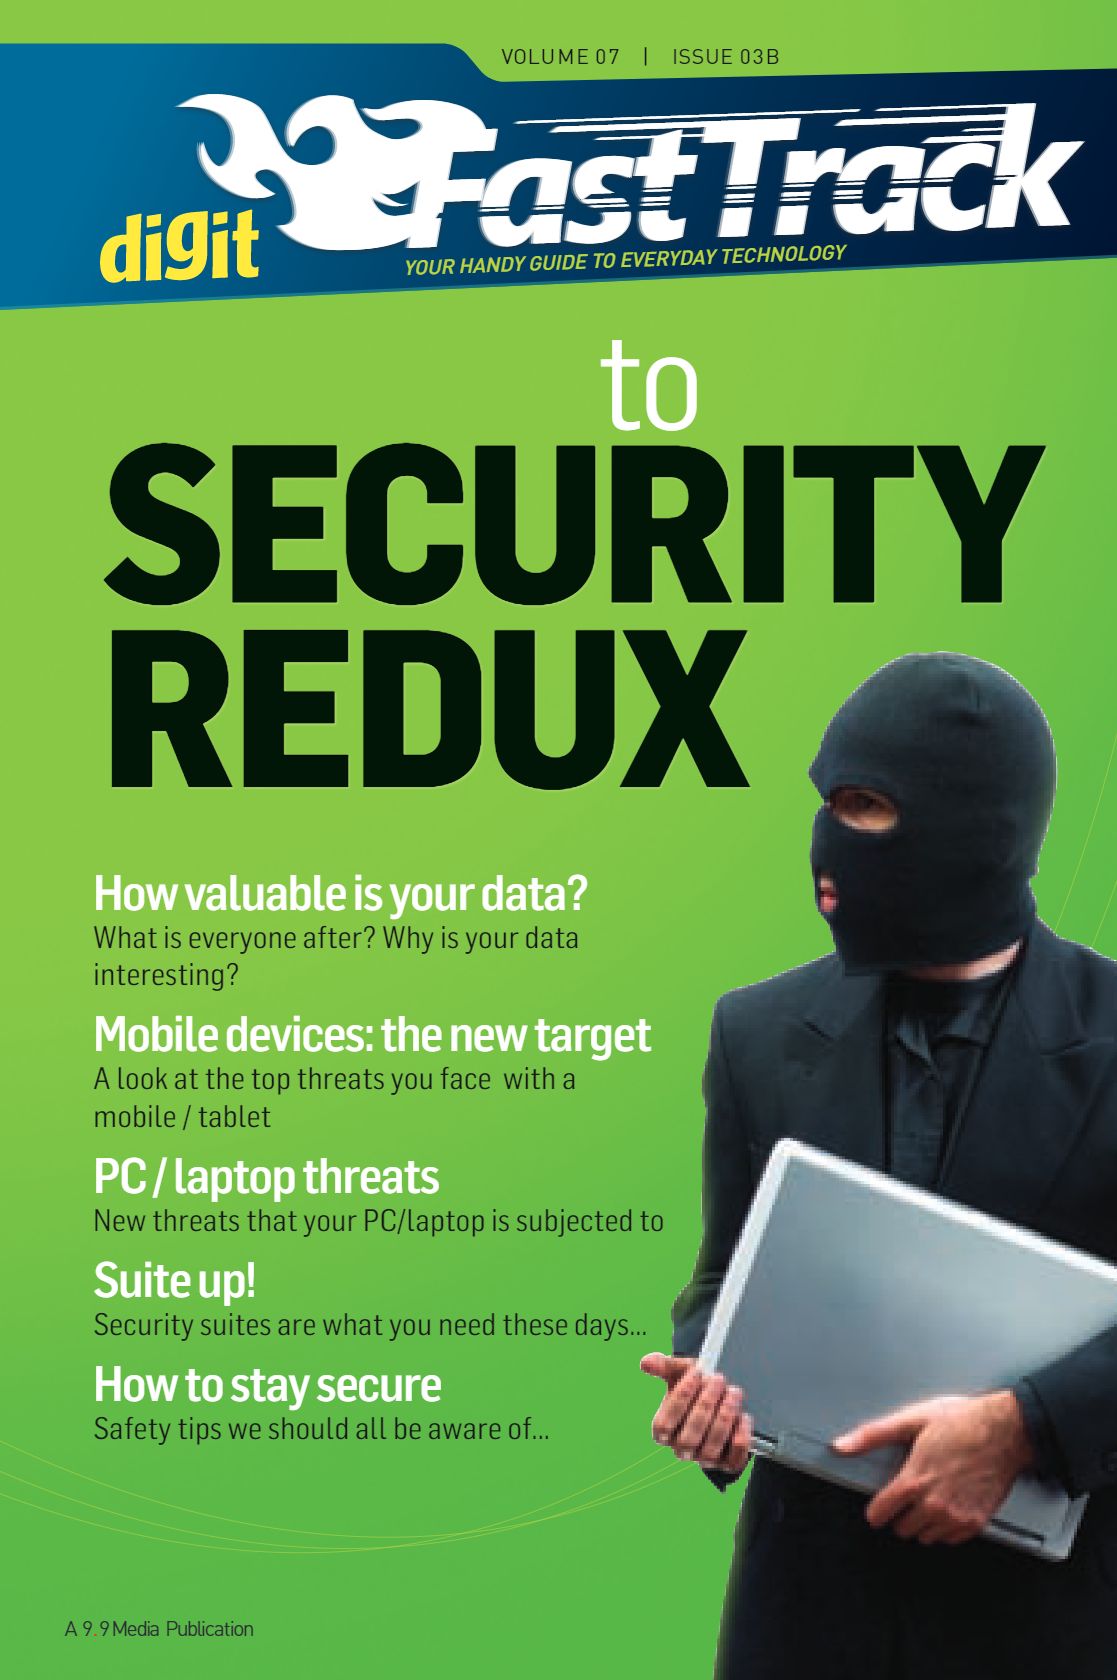 VOLUME 07 | ISSUE 03B
digit
FastTrack
YOUR HANDY GUIDE TO EVERYDAY TECHNOLOGY
to
SECURITY
REDUX
How valuable is your data?
What is everyone after? Why is your data
interesting?
Mobile devices: the new target
A look at the top threats you face with a
mobile / tablet
PC / laptop threats
New threats that your PC/laptop is subjected to
Suite up!
Security suites are what you need these days...
How to stay secure
Safety tips we should all be aware of...
A 9.9 Media Publication